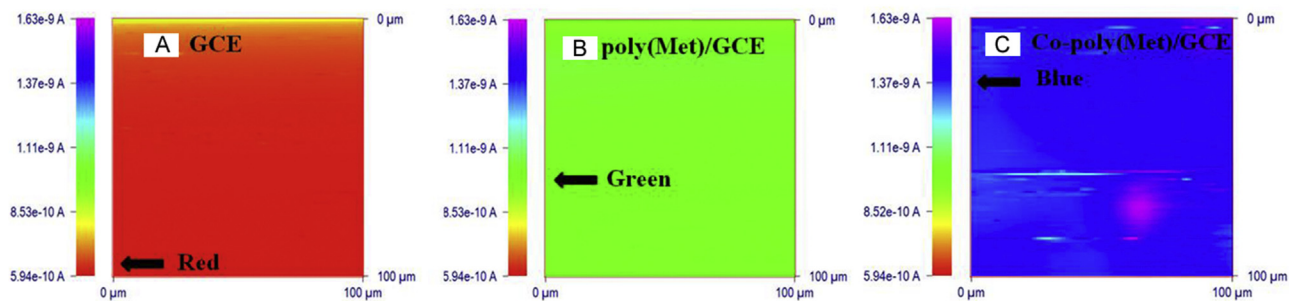 1.63e-9 A
1.37e-9 A
1.11e-9 A
8.53e-10 A
5.94e-10 A
A GCE
Red
0 µm
100 µm
0 µm
100 µm
1.63e-9 A
1.37e-9 A
1.11e-9 A
8.53e-10 A
5.94e-10 A
B poly(Met)/GCE
Green
0 µm
100 µm
0 µm
100 µm
1.63e-9 A
1.37e-9 A
1.11e-9 A
8.52e-10 A
5.94e-10 A
C Co-poly(Met)/GCE
Blue
0 µm
100 µm
0 µm
100 µm